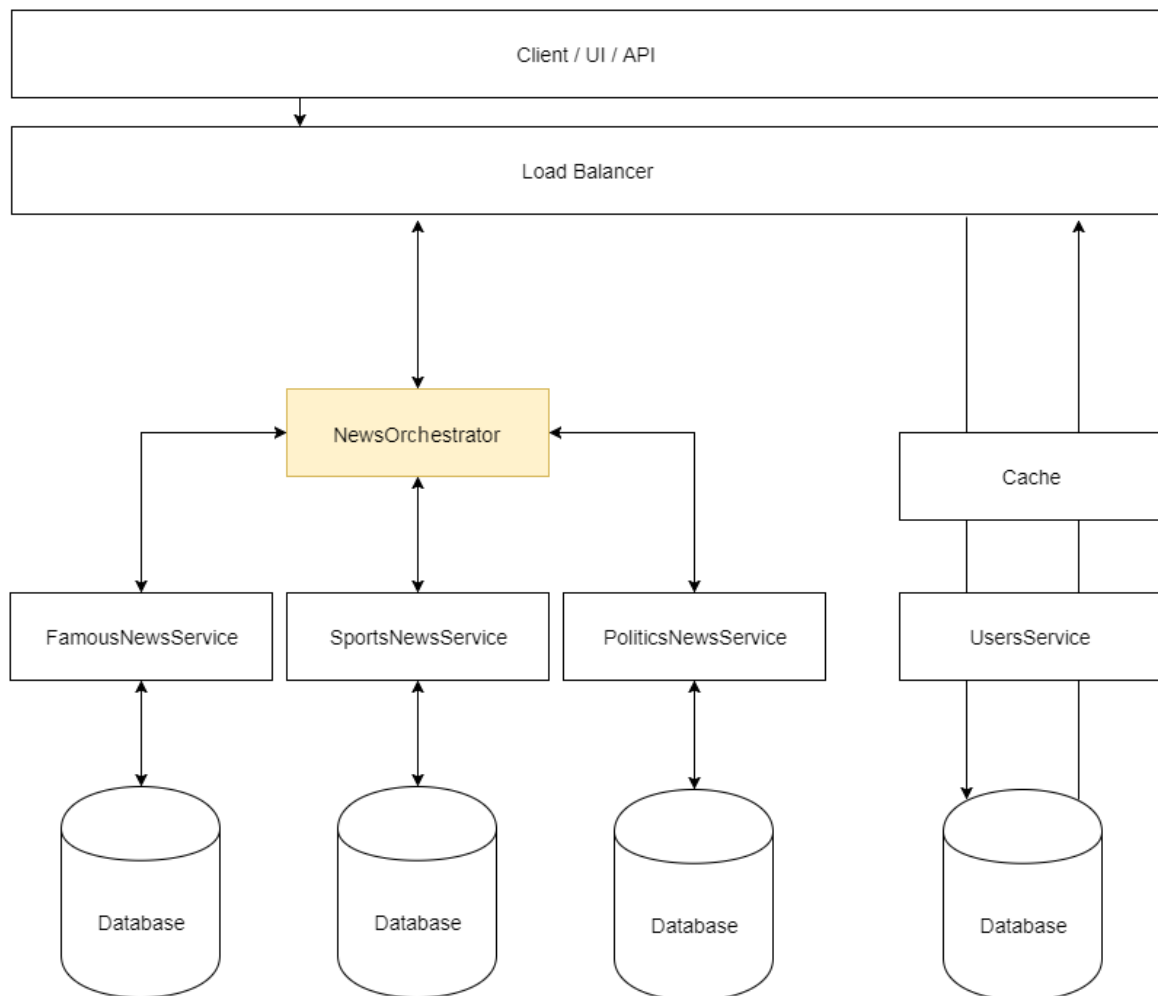 Client / UI / API
Load Balancer
NewsOrchestrator
Cache
FamousNewsService
SportsNewsService
PoliticsNewsService
UsersService
Database
Database
Database
Database